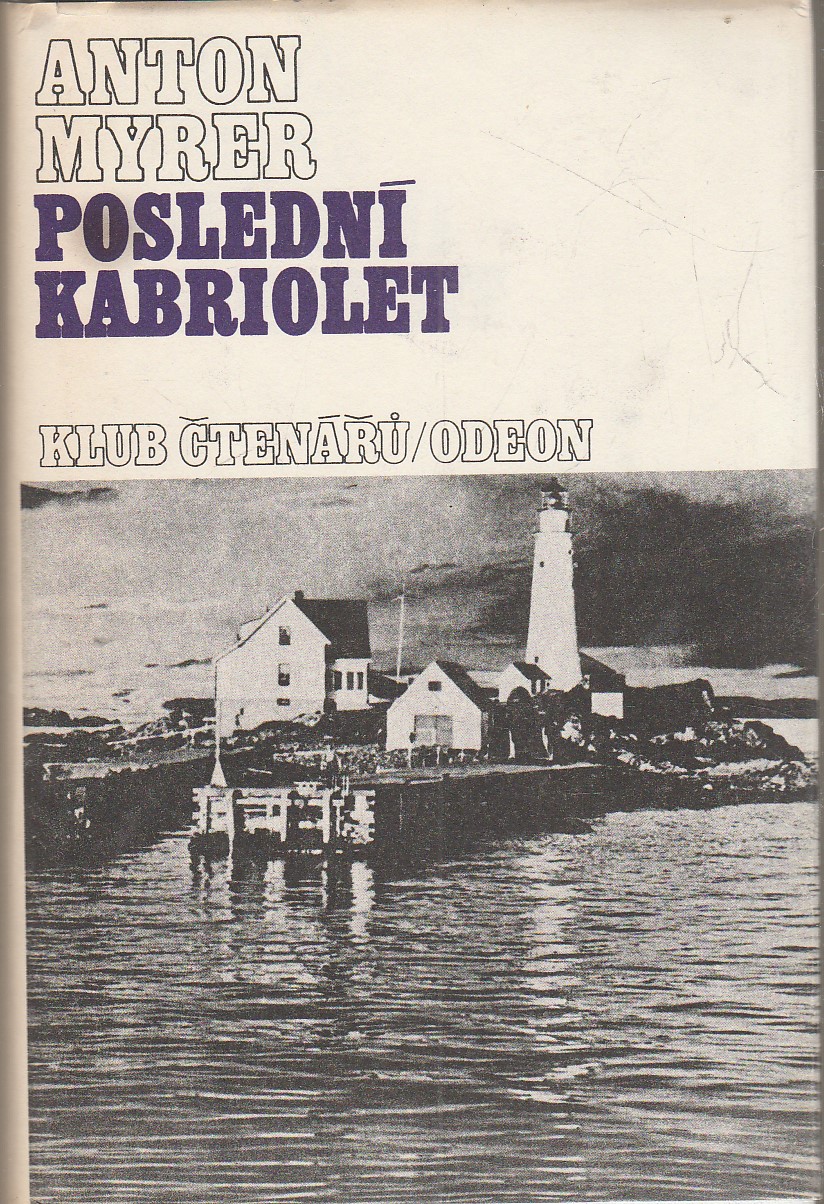 ANTON
MYRER
POSLEDNÍ
KABRIOLET
KLUB ČTENÁŘŮ/ODEON